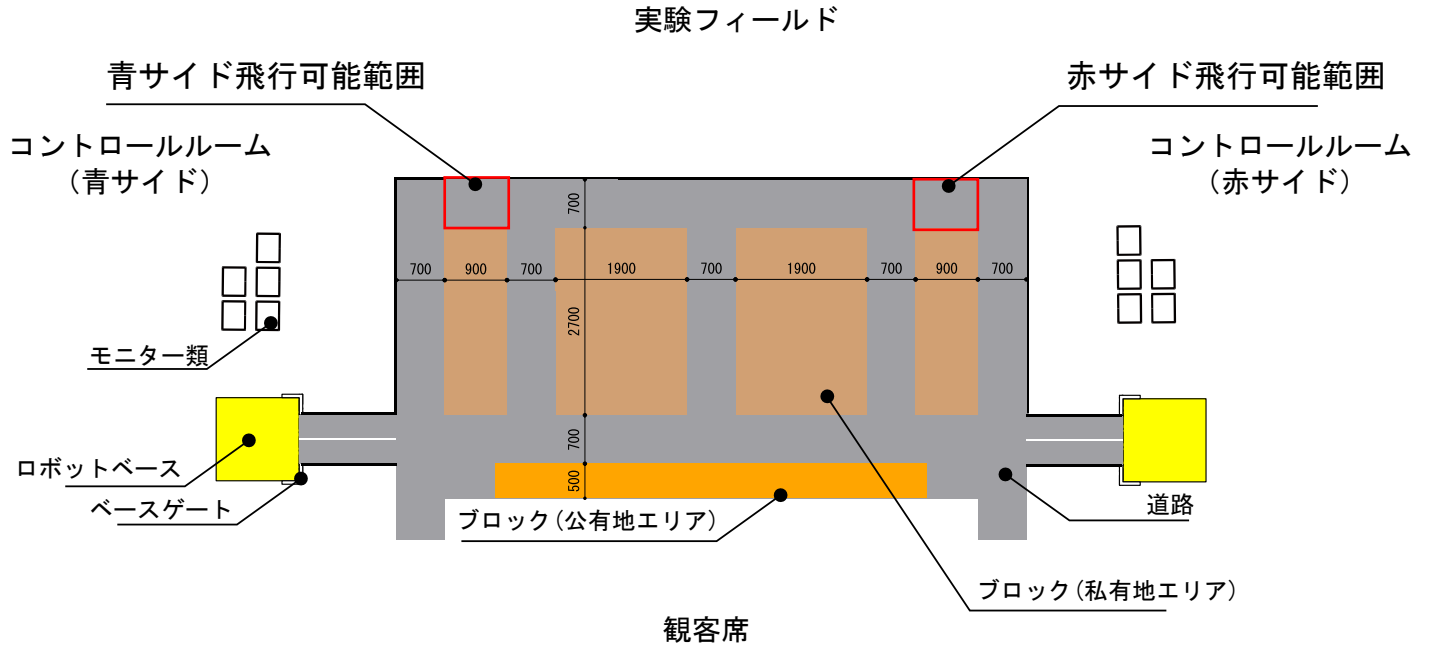 実験フィールド
青サイド飛行可能範囲
赤サイド飛行可能範囲
コントロールルーム
（青サイド）
コントロールルーム
（赤サイド）
700
700
900
700
1900
700
1900
700
900
700
2700
モニター類
700
ロボットベース
500
ベースゲート
ブロック（公有地エリア）
道路
ブロック（私有地エリア）
観客席